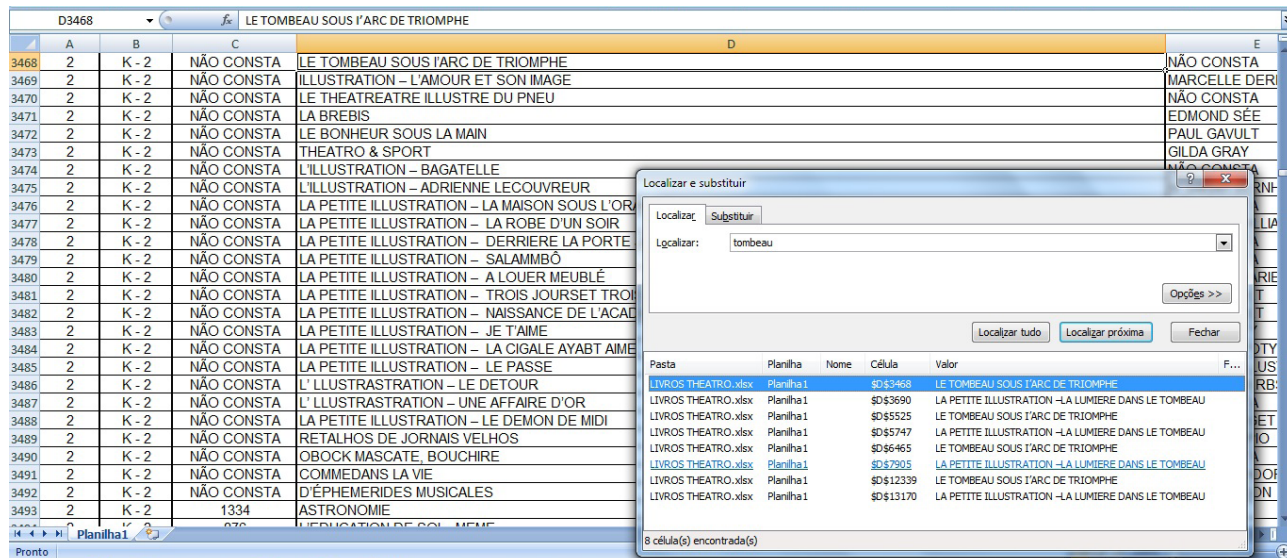 D3468 fx LE TOMBEAU SOUS I'ARC DE TRIOMPHE
A B C D E
3468 2 K - 2 NÃO CONSTA LE TOMBEAU SOUS I'ARC DE TRIOMPHE NÃO CONSTA
3469 2 K - 2 NÃO CONSTA ILLUSTRATION – L'AMOUR ET SON IMAGE MARCELLE DER
3470 2 K - 2 NÃO CONSTA LE THEATREATRE ILLUSTRE DU PNEU NÃO CONSTA
3471 2 K - 2 NÃO CONSTA LA BREBIS EDMOND SÉE
3472 2 K - 2 NÃO CONSTA LE BONHEUR SOUS LA MAIN PAUL GAVULT
3473 2 K - 2 NÃO CONSTA THEATRO & SPORT GILDA GRAY
3474 2 K - 2 NÃO CONSTA L'ILLUSTRATION – BAGATELLE NÃO CONSTA
3475 2 K - 2 NÃO CONSTA L'ILLUSTRATION – ADRIENNE LECOUVREUR
3476 2 K - 2 NÃO CONSTA LA PETITE ILLUSTRATION – LA MAISON SOUS L'OR
3477 2 K - 2 NÃO CONSTA LA PETITE ILLUSTRATION – LA ROBE D'UN SOIR
3478 2 K - 2 NÃO CONSTA LA PETITE ILLUSTRATION – DERRIERE LA PORTE
3479 2 K - 2 NÃO CONSTA LA PETITE ILLUSTRATION – SALAMMBÔ
3480 2 K - 2 NÃO CONSTA LA PETITE ILLUSTRATION – A LOUER MEUBLÉ
3481 2 K - 2 NÃO CONSTA LA PETITE ILLUSTRATION – TROIS JOURSET TROI
3482 2 K - 2 NÃO CONSTA LA PETITE ILLUSTRATION – NAISSANCE DE L'ACAD
3483 2 K - 2 NÃO CONSTA LA PETITE ILLUSTRATION – JE T'AIME
3484 2 K - 2 NÃO CONSTA LA PETITE ILLUSTRATION – LA CIGALE AYABT AIME
3485 2 K - 2 NÃO CONSTA LA PETITE ILLUSTRATION – LE PASSE
3486 2 K - 2 NÃO CONSTA L' LLUSTRASTRATION – LE DETOUR
3487 2 K - 2 NÃO CONSTA L' LLUSTRATION – UNE AFFAIRE D'OR
3488 2 K - 2 NÃO CONSTA LA PETITE ILLUSTRATION – LE DEMON DE MIDI
3489 2 K - 2 NÃO CONSTA RETALHOS DE JORNAIS VELHOS
3490 2 K - 2 NÃO CONSTA OBOCK MASCATE, BOUCHIRE
3491 2 K - 2 NÃO CONSTA COMMEDANS LA VIE
3492 2 K - 2 NÃO CONSTA D'ÉPHEMERIDES MUSICALES
3493 2 K - 2 1334 ASTRONOMIE
Planilha1
Pronto
Localizar e substituir
Localizar Substituir
Localizar: tombeau
Opções >>
Localizar tudo Localizar próxima Fechar
Pasta Planilha Nome Célula Valor F...
LIVROS THEATRO.xlsx Planilha1 $D$3468 LE TOMBEAU SOUS I'ARC DE TRIOMPHE
LIVROS THEATRO.xlsx Planilha1 $D$3690 LA PETITE ILLUSTRATION –LA LUMIERE DANS LE TOMBEAU
LIVROS THEATRO.xlsx Planilha1 $D$5525 LE TOMBEAU SOUS I'ARC DE TRIOMPHE
LIVROS THEATRO.xlsx Planilha1 $D$5747 LA PETITE ILLUSTRATION –LA LUMIERE DANS LE TOMBEAU
LIVROS THEATRO.xlsx Planilha1 $D$6465 LE TOMBEAU SOUS I'ARC DE TRIOMPHE
LIVROS THEATRO.xlsx Planilha1 $D$7905 LA PETITE ILLUSTRATION –LA LUMIERE DANS LE TOMBEAU
LIVROS THEATRO.xlsx Planilha1 $D$12339 LE TOMBEAU SOUS I'ARC DE TRIOMPHE
LIVROS THEATRO.xlsx Planilha1 $D$13170 LA PETITE ILLUSTRATION –LA LUMIERE DANS LE TOMBEAU
8 célula(s) encontrada(s)